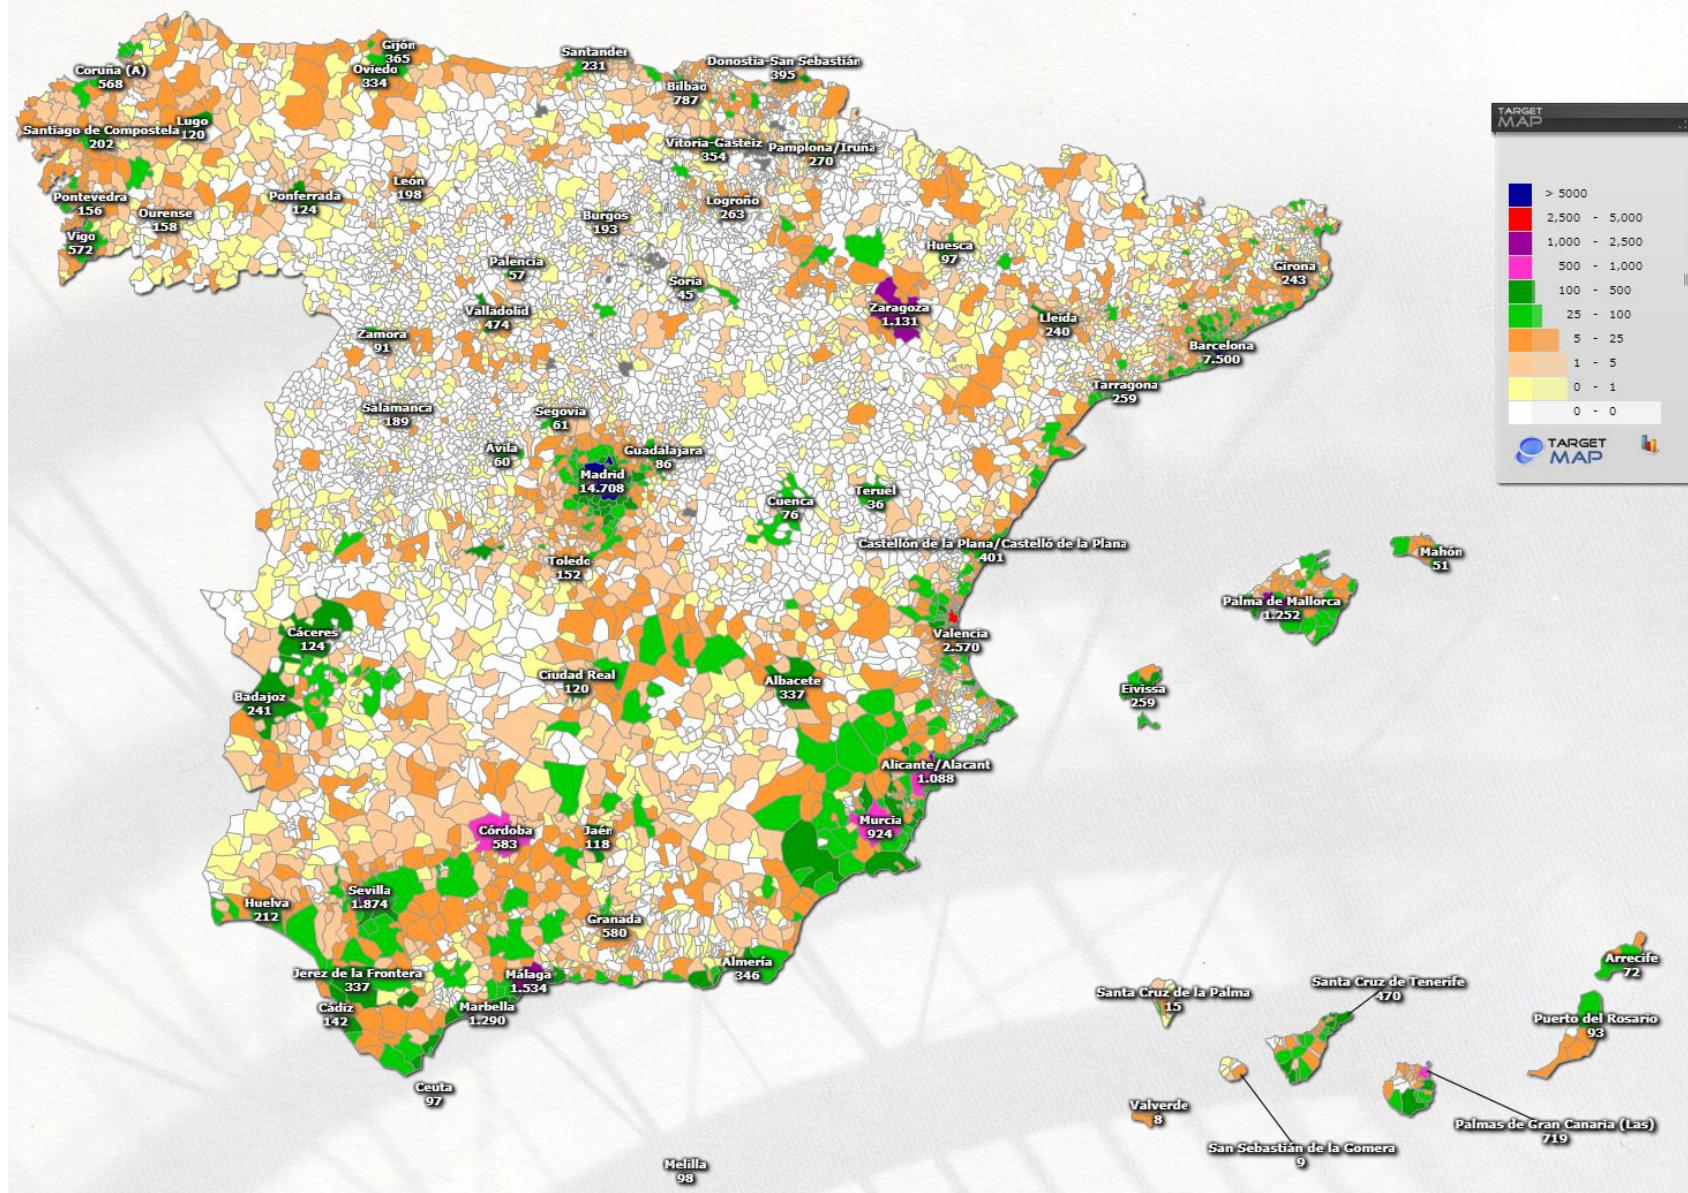 Gijón
365
Santander
231
Donostia-San Sebastián
395
Coruña (A)
568
Oviedo
334
Bilbao
787
TARGET
MAP
Santiago de Compostela
202
Lugo
120
Vitoria-Gasteiz
354
Pamplona/Iruña
270
Pontevedra
156
Ourense
158
Ponferrada
124
León
198
Burgos
193
Logroño
263
> 5000
2,500 - 5,000
1,000 - 2,500
500 - 1,000
100 - 500
25 - 100
5 - 25
1 - 5
0 - 1
0 - 0
TARGET
MAP
Vigo
572
Palencia
57
Huesca
97
Girona
243
Soria
45
Valladolid
474
Zaragoza
1.131
Lleida
240
Zamora
91
Barcelona
7.500
Tarragona
259
Salamanca
189
Segovia
61
Ávila
60
Guadalajara
86
Madrid
14.708
Cuenca
76
Teruel
36
Castellón de la Plana/Castelló de la Plana
401
Mahón
51
Toledo
152
Palma de Mallorca
1.252
Cáceres
124
Valencia
2.570
Ciudad Real
120
Albacete
337
Eivissa
259
Badajoz
241
Alicante/Alacant
1.088
Córdoba
583
Jaén
118
Murcia
924
Sevilla
1.874
Huelva
212
Granada
580
Jerez de la Frontera
337
Málaga
1.534
Almería
346
Arrecife
72
Cádiz
142
Marbella
1.290
Santa Cruz de la Palma
15
Santa Cruz de Tenerife
470
Puerto del Rosario
93
Ceuta
97
Valverde
8
Palmas de Gran Canaria (Las)
719
San Sebastián de la Gomera
9
Melilla
98